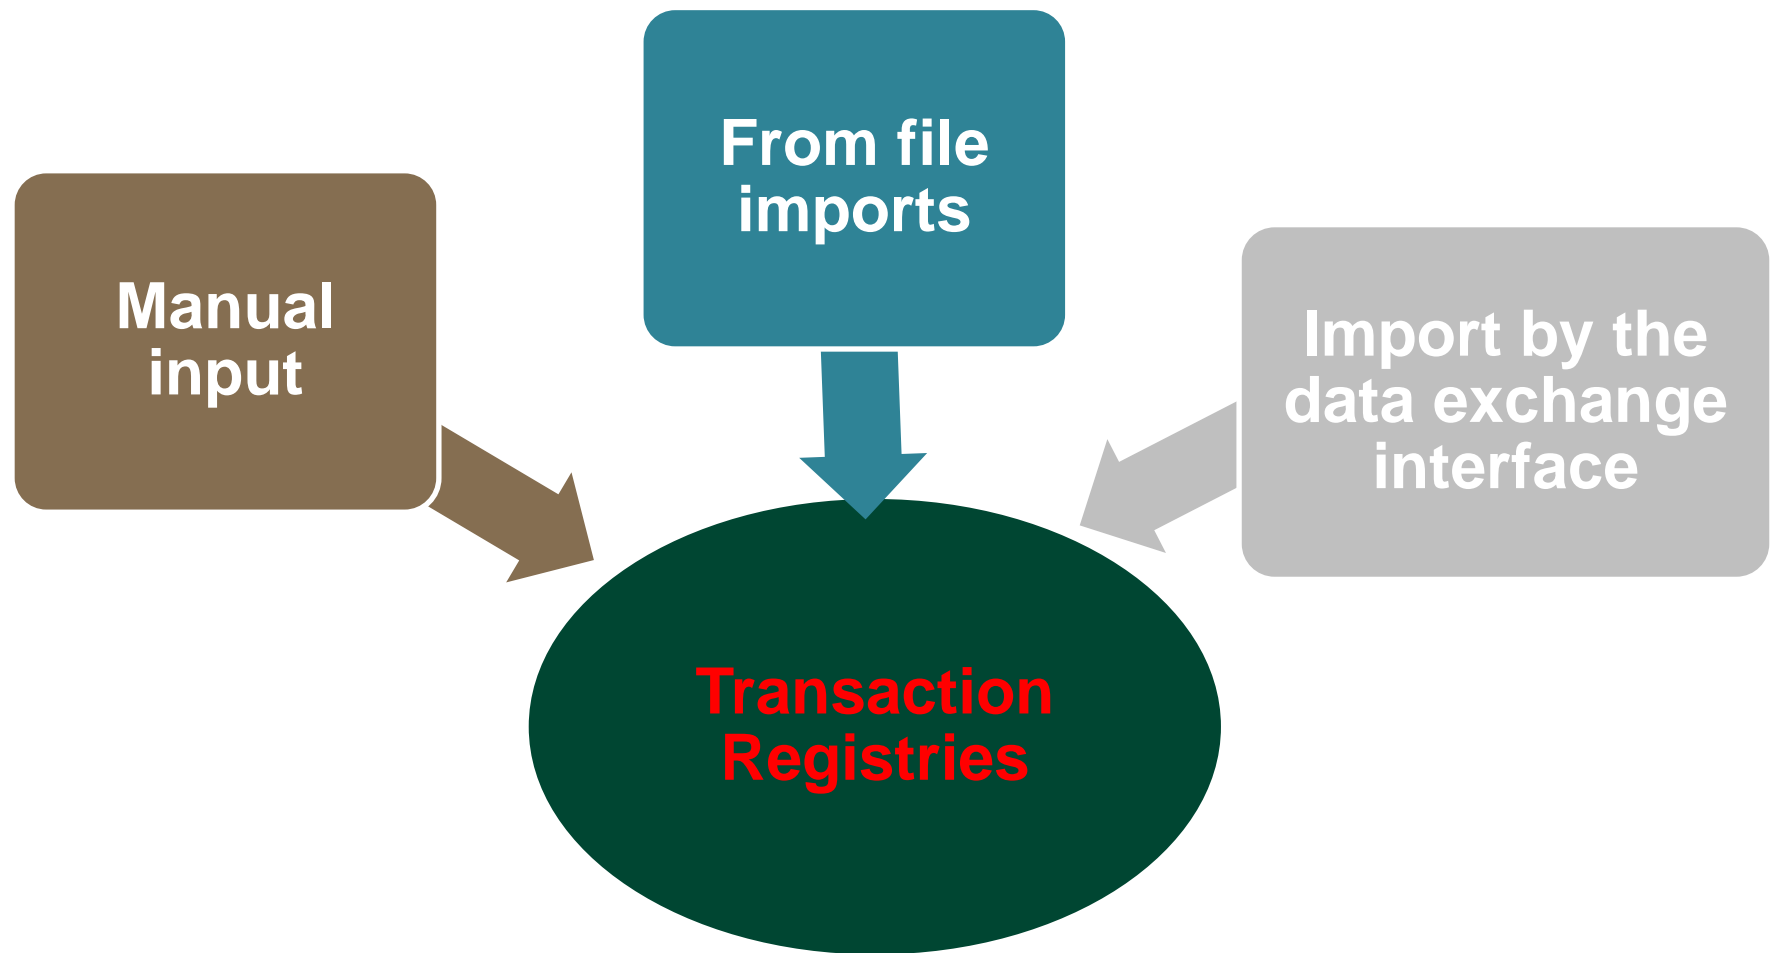 From file
imports
Manual
input
Import by the
data exchange
interface
Transaction
Registries